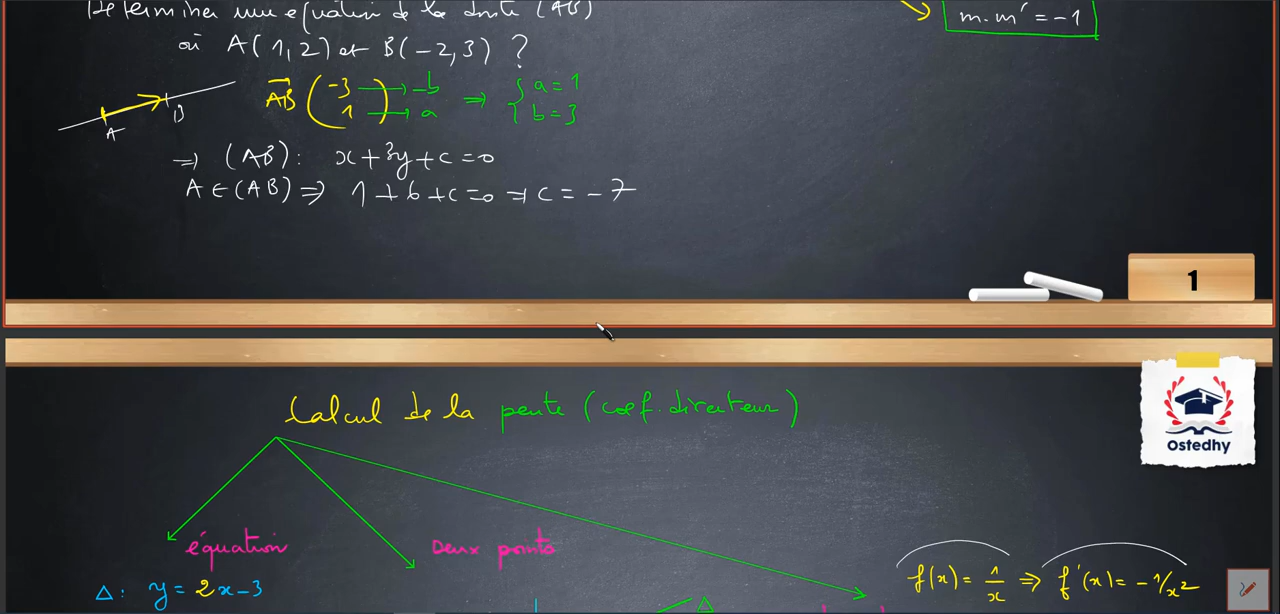 Determiner une equation de la droite (AB)
où A(1,2) et B(-2,3) ?
m.m' = -1
A B
AB ( -3 → -b
1 → a ) ⇒ { a = 1
b = 3
⇒ (AB): x + 3y + c = 0
A ∈ (AB) ⇒ 1 + 6 + c = 0 ⇒ c = -7
1
Calcul de la pente (coef. directeur)
Ostedhy
équation
Deux points
f(x) = 1/x ⇒ f'(x) = -1/x²
Δ: y = 2x-3
Δ